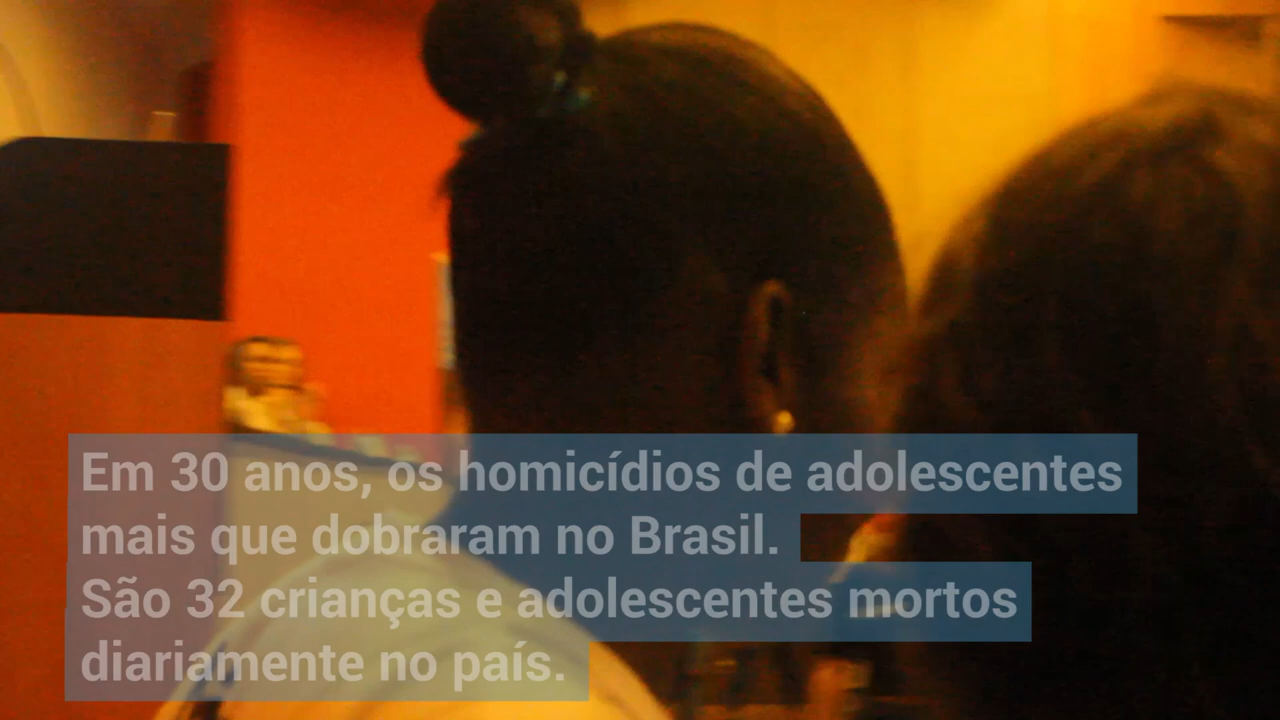 Em 30 anos, os homicídios de adolescentes
mais que dobraram no Brasil.
São 32 crianças e adolescentes mortos
diariamente no país.